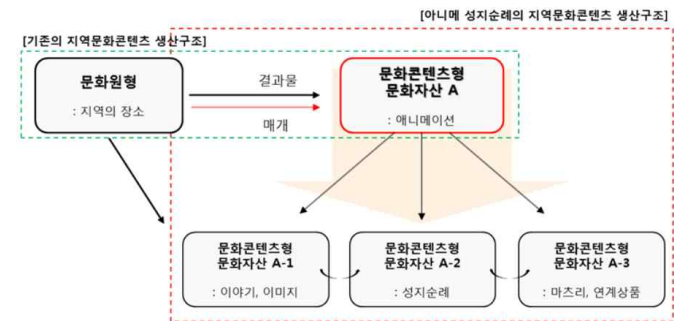 [아니메 성지순례의 지역문화콘텐츠 생산구조]
[기존의 지역문화콘텐츠 생산구조]
문화원형
: 지역의 장소
결과물
매개
문화콘텐츠형
문화자산 A
: 애니메이션
문화콘텐츠형
문화자산 A-1
: 이야기, 이미지
문화콘텐츠형
문화자산 A-2
: 성지순례
문화콘텐츠형
문화자산 A-3
: 마츠리, 연계상품